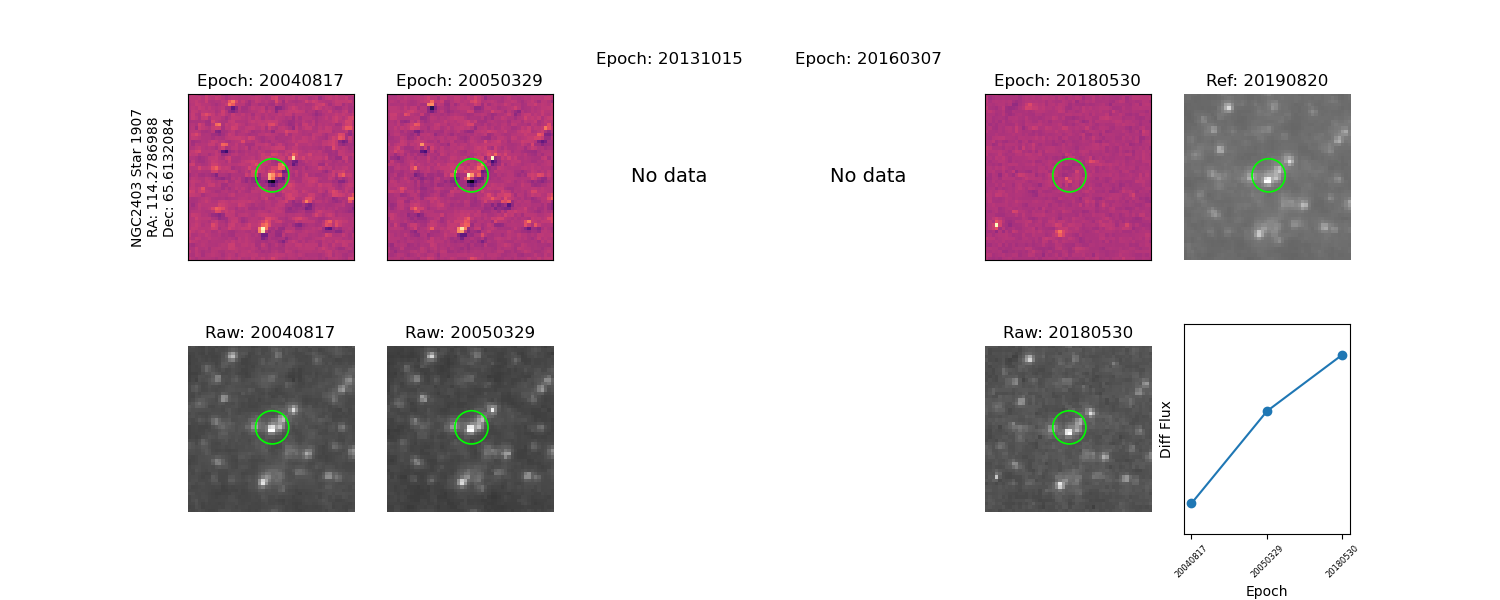 Epoch: 20040817
Epoch: 20050329
Epoch: 20131015
Epoch: 20160307
Epoch: 20180530
Ref: 20190820
NGC2403 Star 1907
RA: 114.2786988
Dec: 65.6132084
No data
No data
Raw: 20040817
Raw: 20050329
Raw: 20180530
Diff Flux
20040817
20050329
20180530
Epoch